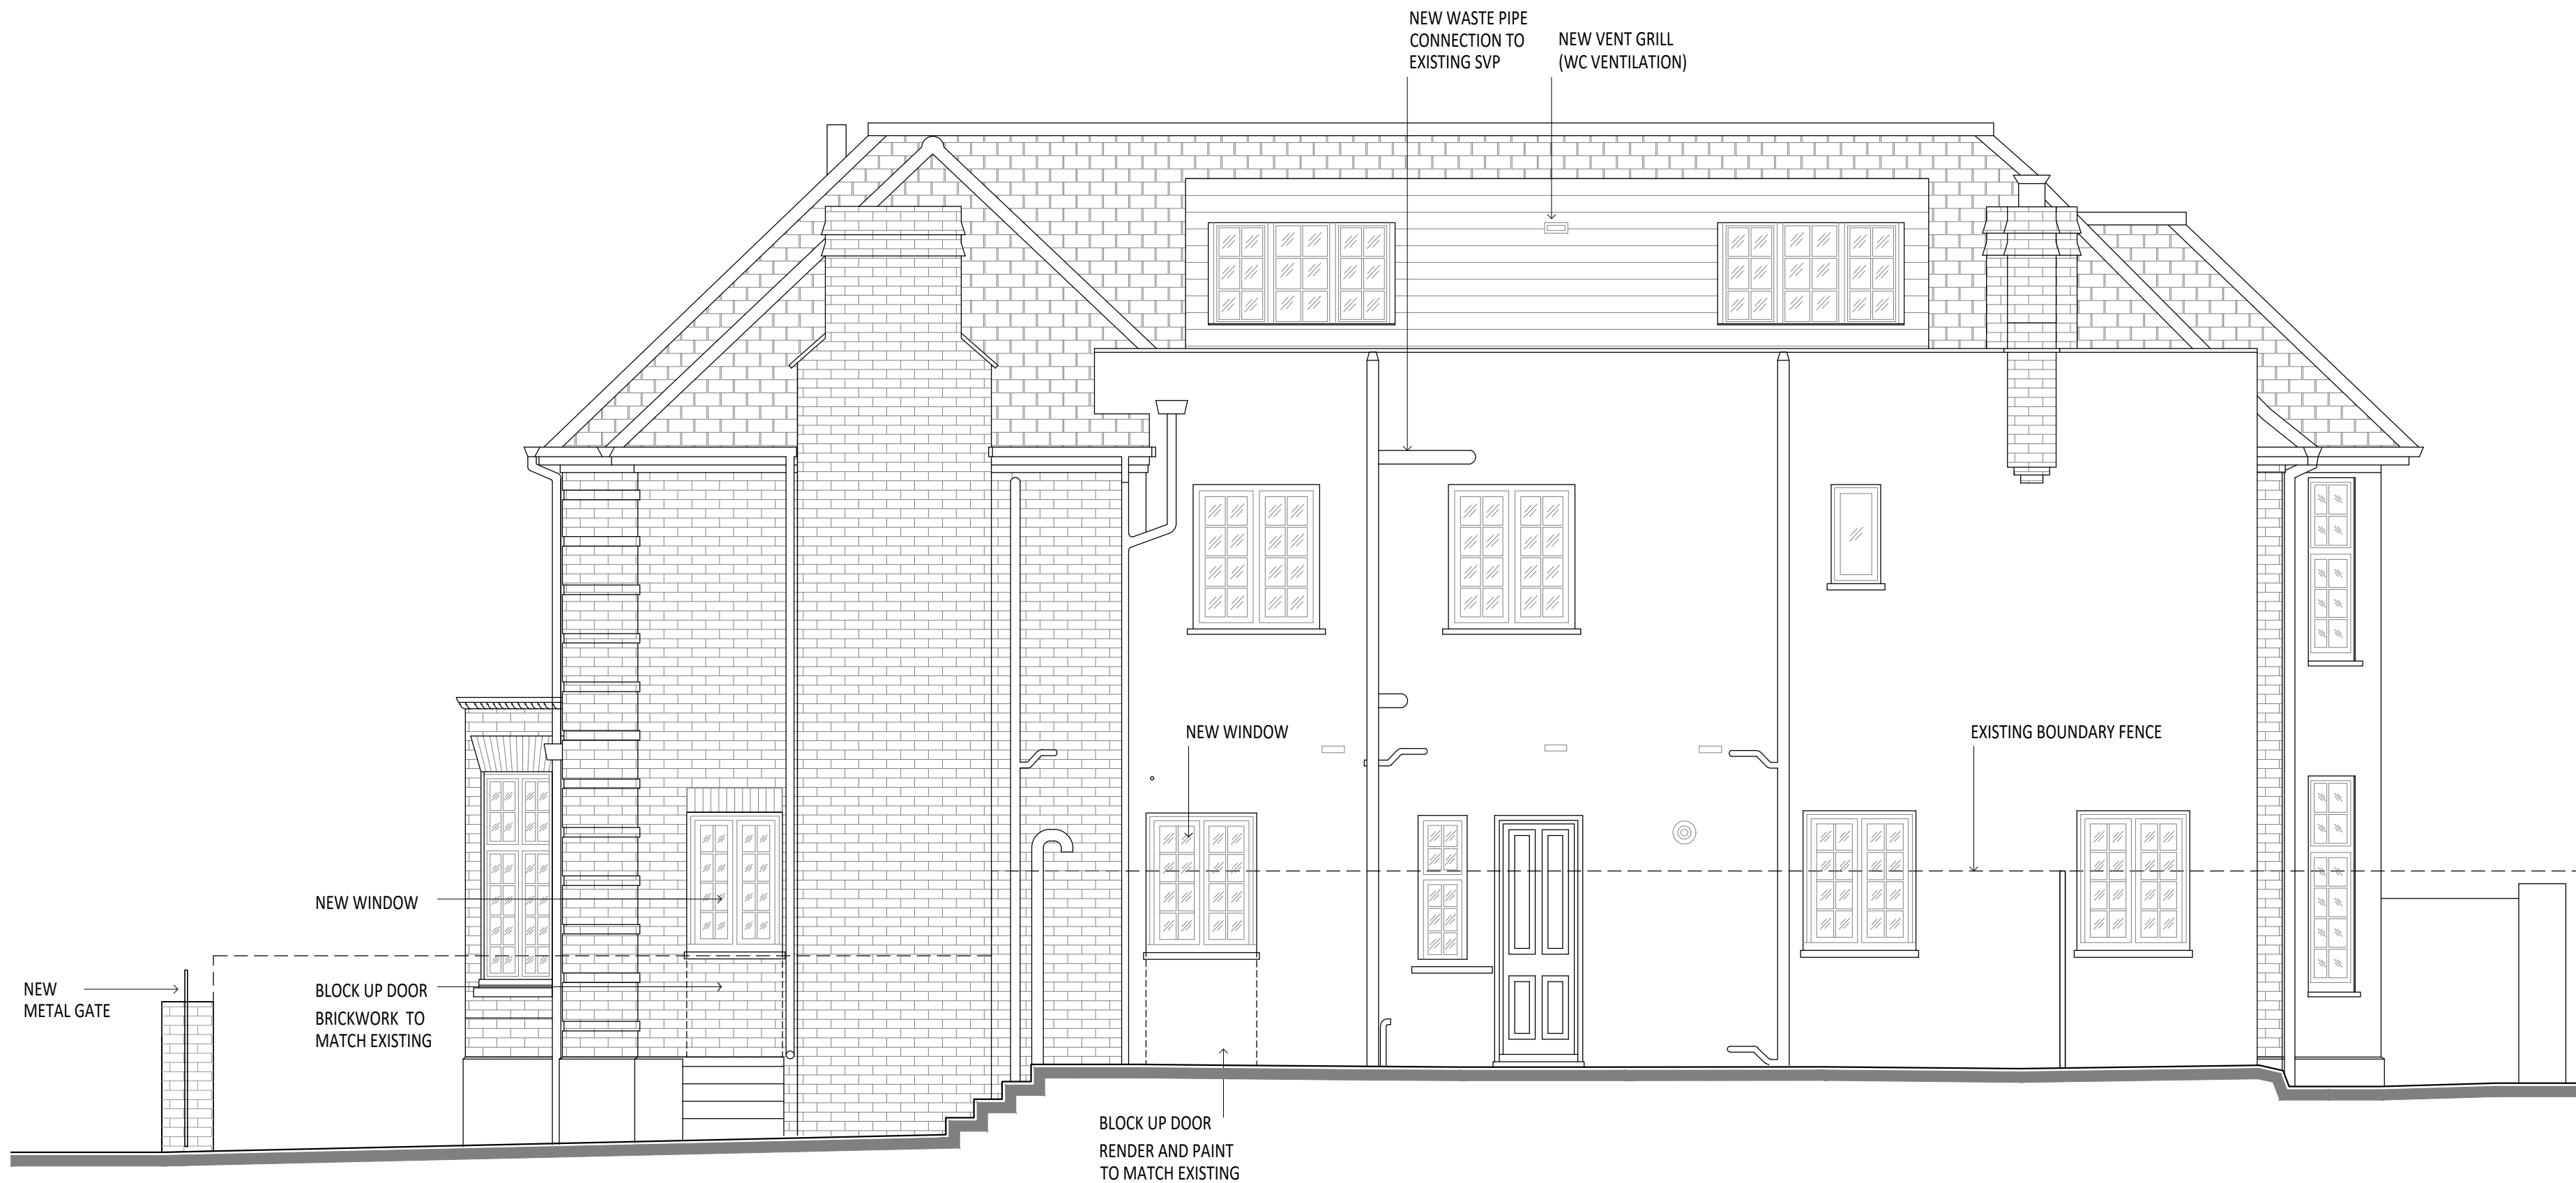 NEW WASTE PIPE
CONNECTION TO
EXISTING SVP
NEW VENT GRILL
(WC VENTILATION)
NEW WINDOW
EXISTING BOUNDARY FENCE
NEW WINDOW
NEW
METAL GATE
BLOCK UP DOOR
BRICKWORK TO
MATCH EXISTING
BLOCK UP DOOR
RENDER AND PAINT
TO MATCH EXISTING